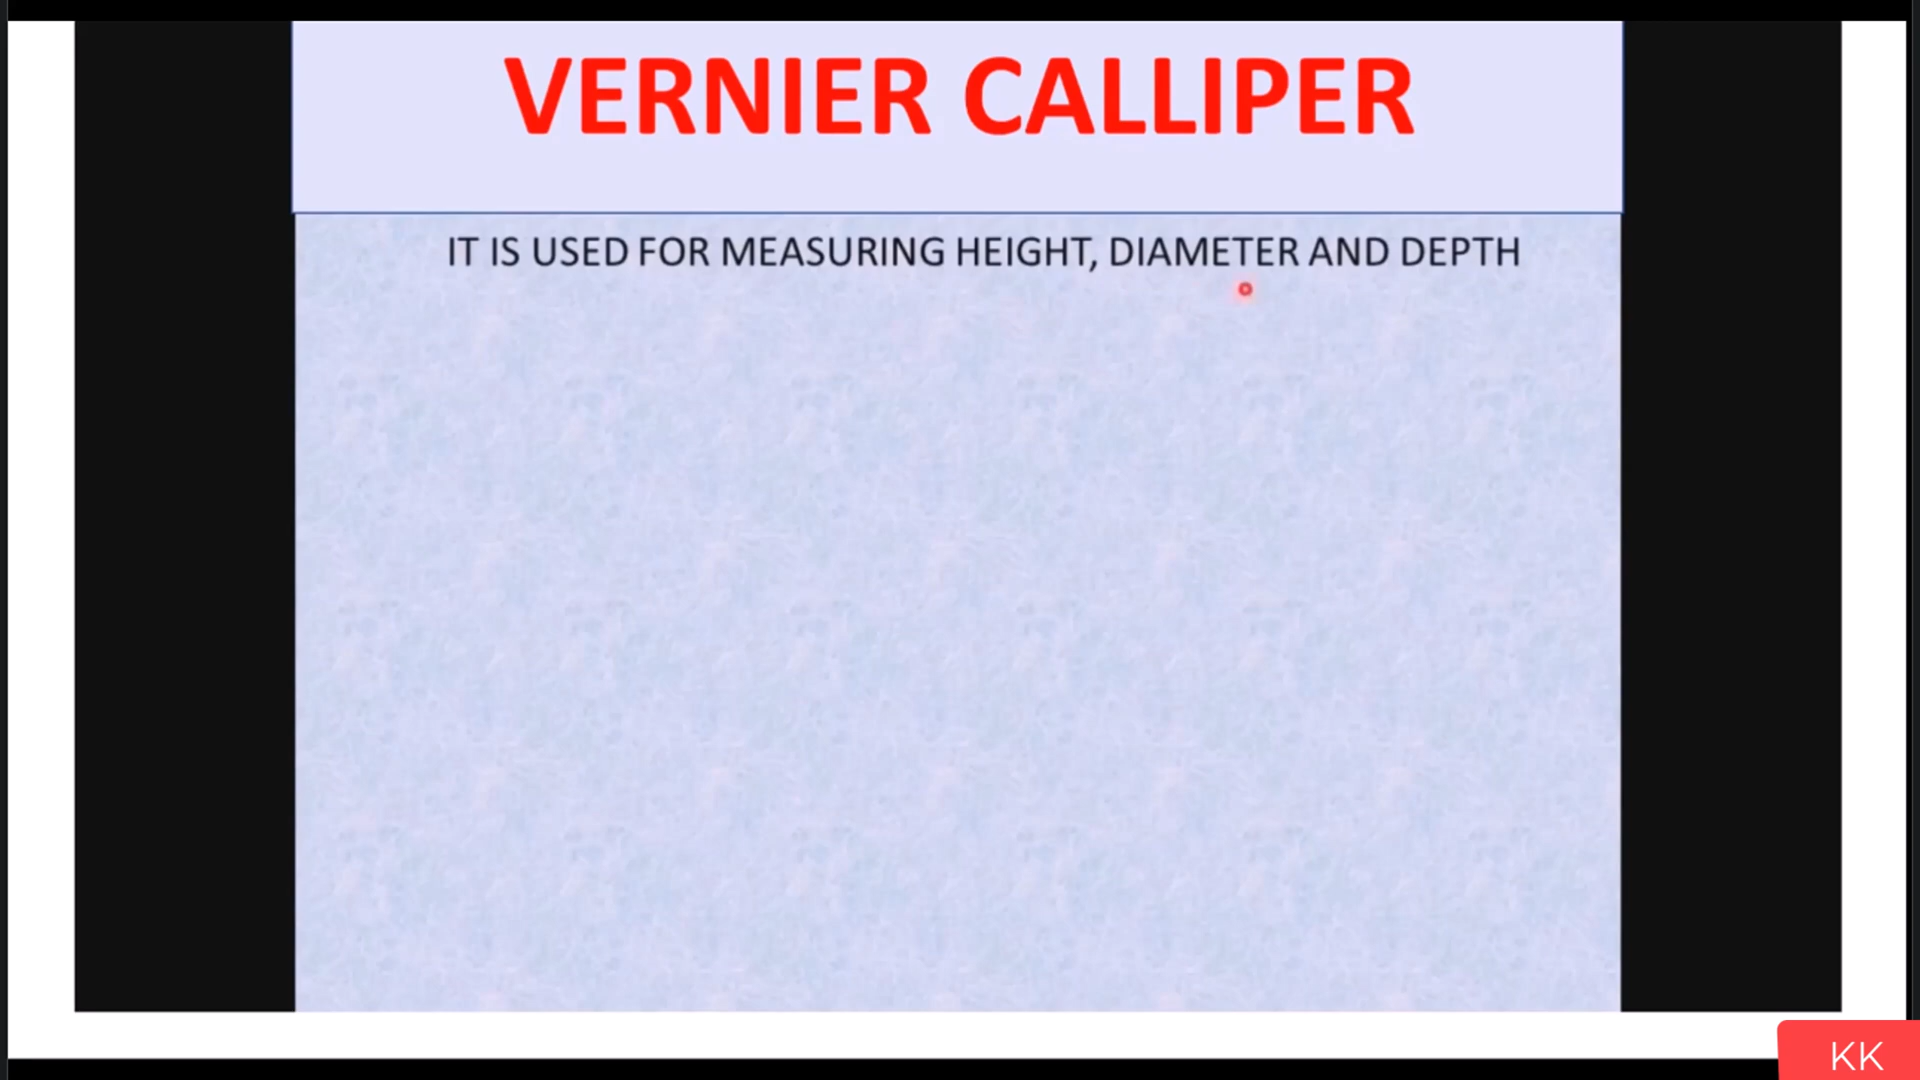 VERNIER CALLIPER
IT IS USED FOR MEASURING HEIGHT, DIAMETER AND DEPTH
KK